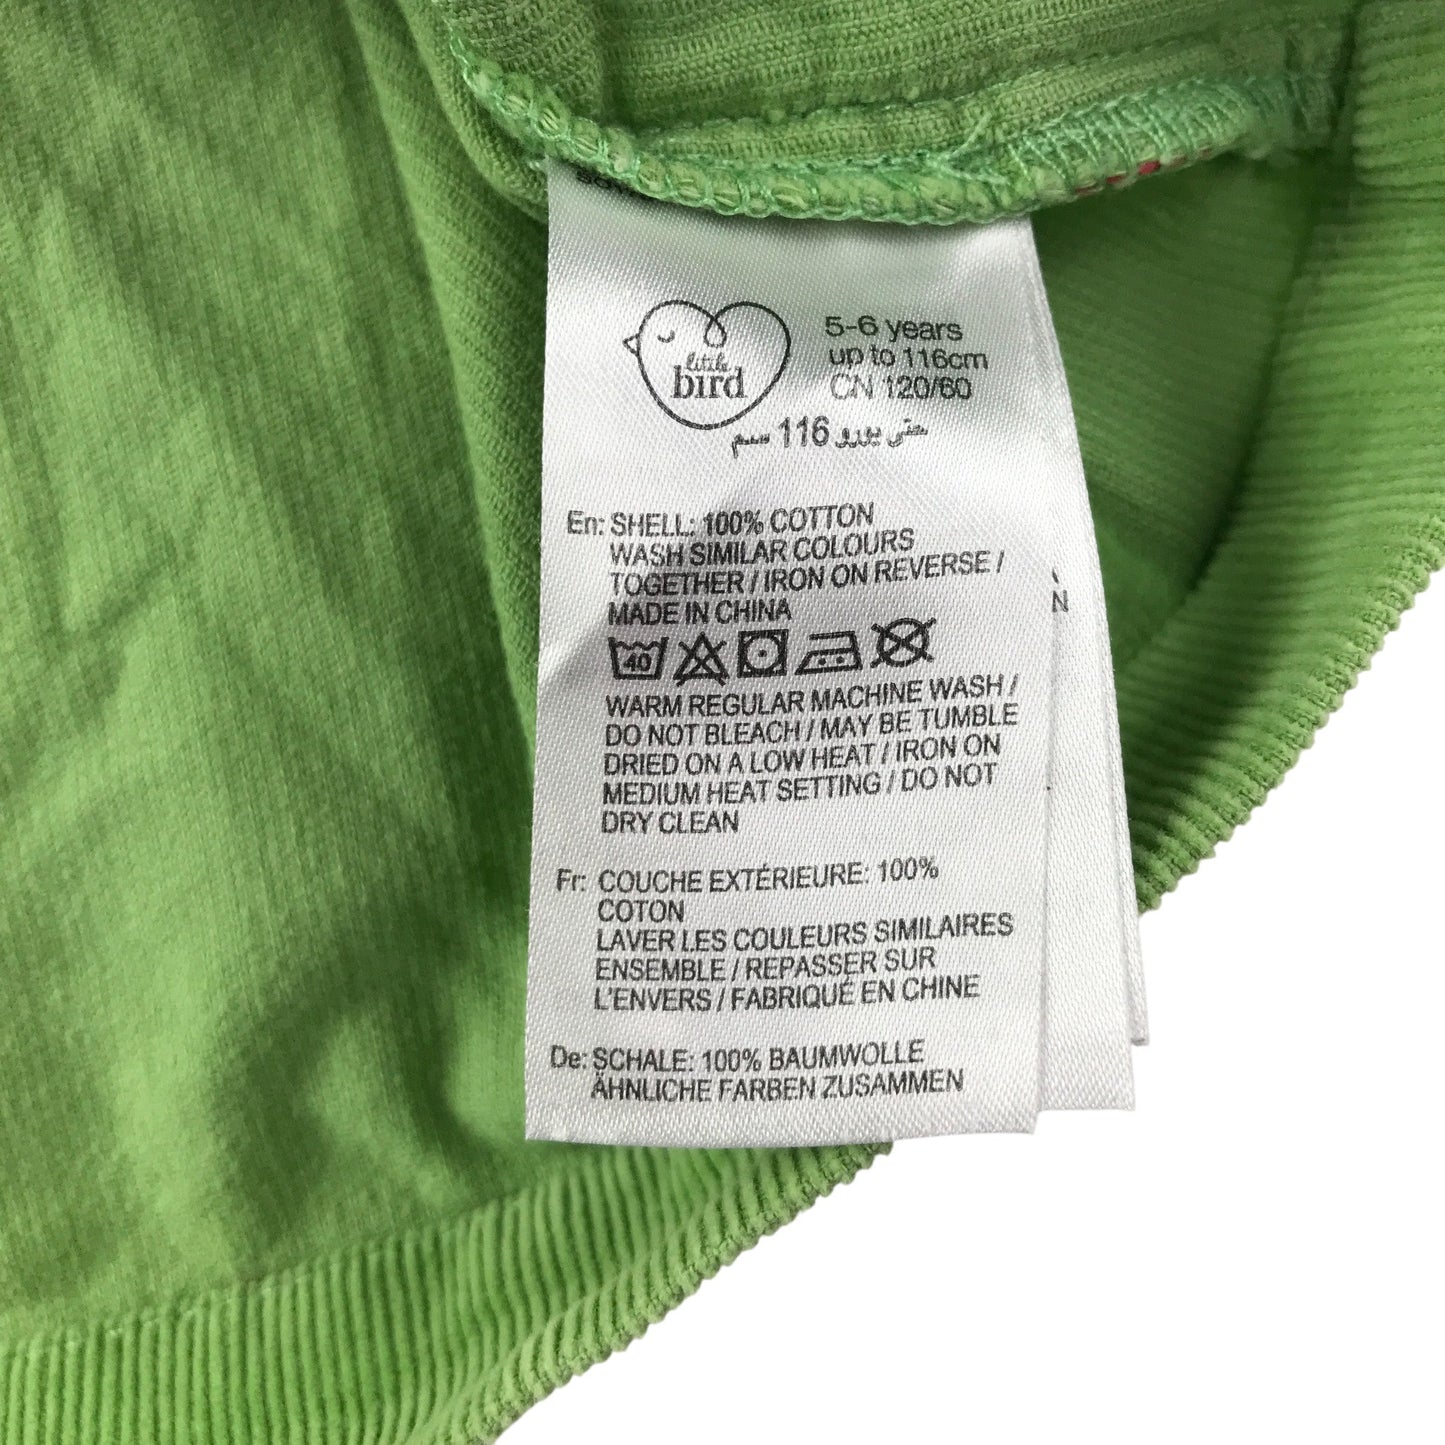 little
bird
5-6 years
up to 116cm
CN 120/60
حتى يورو 116 سم
En: SHELL: 100% COTTON
WASH SIMILAR COLOURS
TOGETHER / IRON ON REVERSE /
MADE IN CHINA
40
WARM REGULAR MACHINE WASH /
DO NOT BLEACH / MAY BE TUMBLE
DRIED ON A LOW HEAT / IRON ON
MEDIUM HEAT SETTING / DO NOT
DRY CLEAN
Fr: COUCHE EXTÉRIEURE: 100%
COTON
LAVER LES COULEURS SIMILAIRES
ENSEMBLE / REPASSER SUR
L'ENVERS / FABRIQUÉ EN CHINE
De: SCHALE: 100% BAUMWOLLE
ÄHNLICHE FARBEN ZUSAMMEN
N